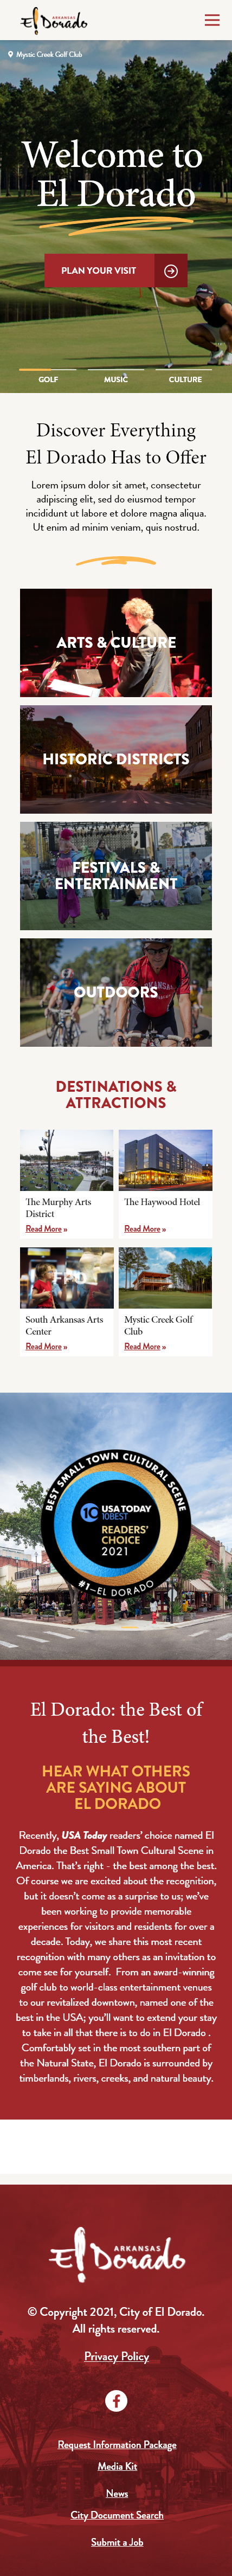 ARKANSAS
El Dorado
Mystic Creek Golf Club
Welcome to
El Dorado
PLAN YOUR VISIT
GOLF
MUSIC
CULTURE
Discover Everything
El Dorado Has to Offer
Lorem ipsum dolor sit amet, consectetur
adipiscing elit, sed do eiusmod tempor
incididunt ut labore et dolore magna aliqua.
Ut enim ad minim veniam, quis nostrud.
ARTS & CULTURE
HISTORIC DISTRICTS
FESTIVALS &
ENTERTAINMENT
OUTDOORS
DESTINATIONS &
ATTRACTIONS
The Murphy Arts
District
Read More »
The Haywood Hotel
Read More »
South Arkansas Arts
Center
Read More »
Mystic Creek Golf
Club
Read More »
BEST SMALL TOWN CULTURAL SCENE
10 USA TODAY
10BEST
READERS'
CHOICE
2021
#1–EL DORADO
El Dorado: the Best of
the Best!
HEAR WHAT OTHERS
ARE SAYING ABOUT
EL DORADO
Recently, USA Today readers’ choice named El
Dorado the Best Small Town Cultural Scene in
America. That’s right - the best among the best.
Of course we are excited about the recognition,
but it doesn’t come as a surprise to us; we’ve
been working to provide memorable
experiences for visitors and residents for over a
decade. Today, we share this most recent
recognition with many others as an invitation to
come see for yourself.  From an award-winning
golf club to world-class entertainment venues
to our revitalized downtown, named one of the
best in the USA; you’ll want to extend your stay
to take in all that there is to do in El Dorado .
Comfortably set in the most southern part of
the Natural State, El Dorado is surrounded by
timberlands, rivers, creeks, and natural beauty.
ARKANSAS
El Dorado
© Copyright 2021, City of El Dorado.
All rights reserved.
Privacy Policy
Request Information Package
Media Kit
News
City Document Search
Submit a Job